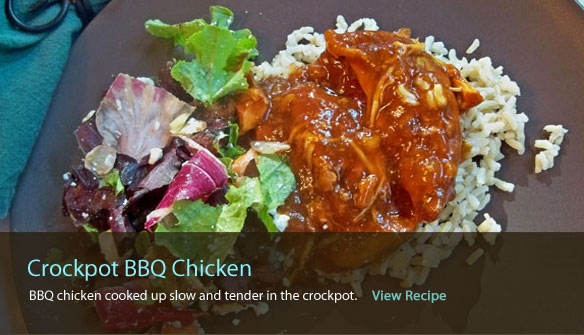 Crockpot BBQ Chicken
BBQ chicken cooked up slow and tender in the crockpot. View Recipe